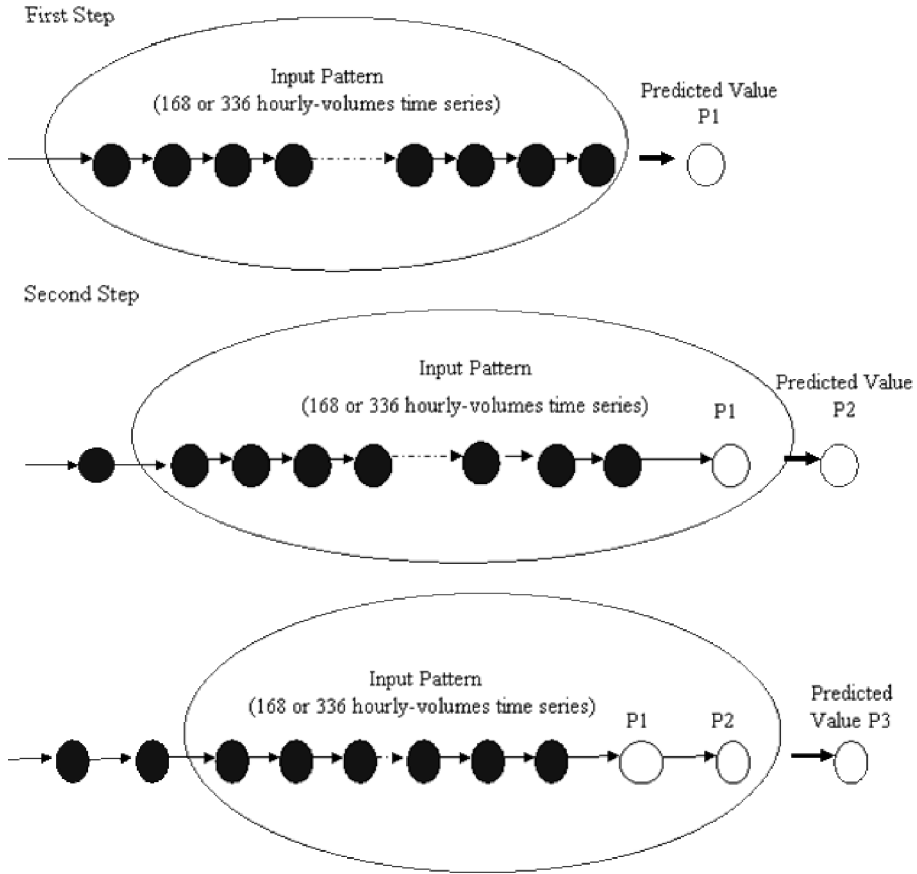 First Step
Input Pattern
(168 or 336 hourly-volumes time series)
Predicted Value
P1
Second Step
Input Pattern
(168 or 336 hourly-volumes time series)
P1
Predicted Value
P2
Input Pattern
(168 or 336 hourly-volumes time series)
P1
P2
Predicted
Value P3